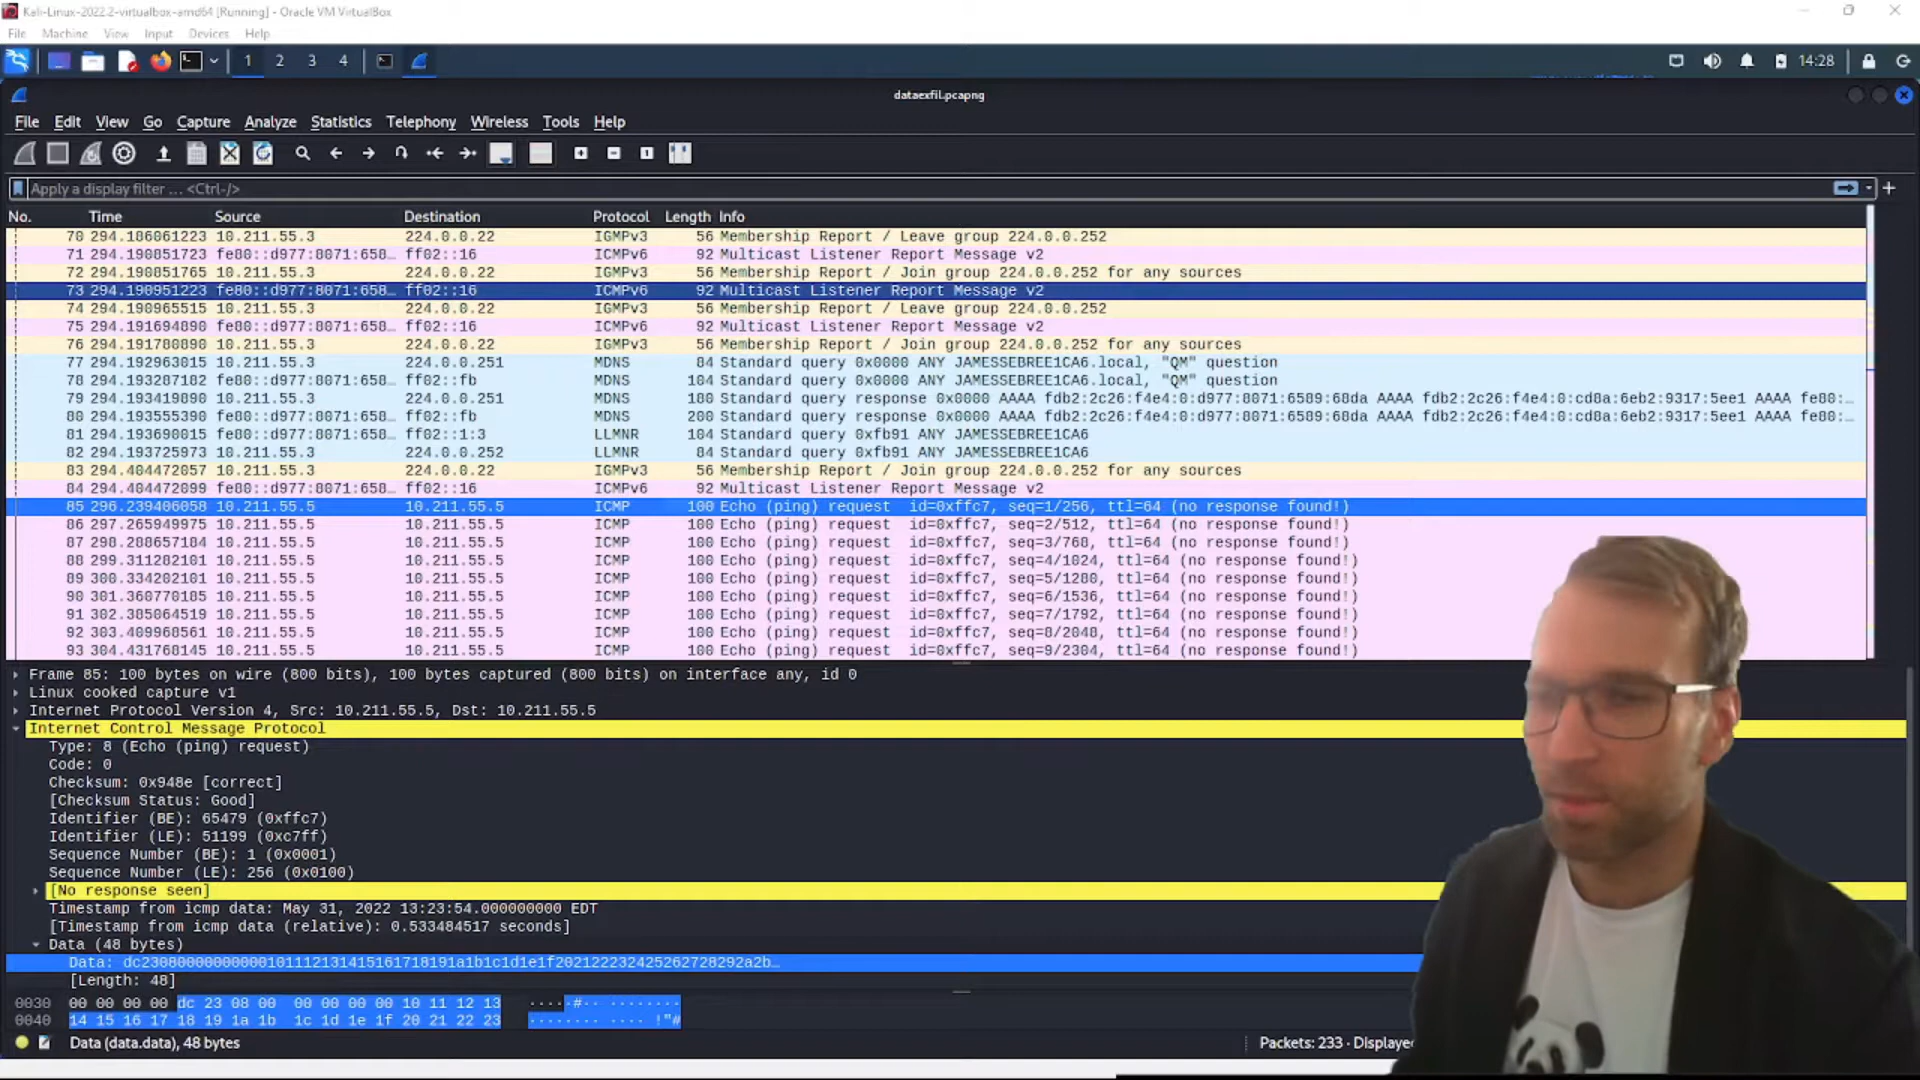 Kali-Linux-2022.2-virtualbox-amd64 [Running] - Oracle VM VirtualBox
File Machine View Input Devices Help
1 2 3 4 14:28
dataexfil.pcapng
File Edit View Go Capture Analyze Statistics Telephony Wireless Tools Help
Apply a display filter ... <Ctrl-/>
No. Time Source Destination Protocol Length Info
70 294.186061223 10.211.55.3 224.0.0.22 IGMPv3 56 Membership Report / Leave group 224.0.0.252
71 294.190851723 fe80::d977:8071:658… ff02::16 ICMPv6 92 Multicast Listener Report Message v2
72 294.190851765 10.211.55.3 224.0.0.22 IGMPv3 56 Membership Report / Join group 224.0.0.252 for any sources
73 294.190951223 fe80::d977:8071:658… ff02::16 ICMPv6 92 Multicast Listener Report Message v2
74 294.190965515 10.211.55.3 224.0.0.22 IGMPv3 56 Membership Report / Leave group 224.0.0.252
75 294.191694890 fe80::d977:8071:658… ff02::16 ICMPv6 92 Multicast Listener Report Message v2
76 294.191780890 10.211.55.3 224.0.0.22 IGMPv3 56 Membership Report / Join group 224.0.0.252 for any sources
77 294.192963015 10.211.55.3 224.0.0.251 MDNS 84 Standard query 0x0000 ANY JAMESSEBREE1CA6.local, "QM" question
78 294.193287182 fe80::d977:8071:658… ff02::fb MDNS 104 Standard query 0x0000 ANY JAMESSEBREE1CA6.local, "QM" question
79 294.193419890 10.211.55.3 224.0.0.251 MDNS 180 Standard query response 0x0000 AAAA fdb2:2c26:f4e4:0:d977:8071:6589:68da AAAA fdb2:2c26:f4e4:0:cd8a:6eb2:9317:5ee1 AAAA fe80:…
80 294.193555390 fe80::d977:8071:658… ff02::fb MDNS 200 Standard query response 0x0000 AAAA fdb2:2c26:f4e4:0:d977:8071:6589:68da AAAA fdb2:2c26:f4e4:0:cd8a:6eb2:9317:5ee1 AAAA fe80:…
81 294.193690015 fe80::d977:8071:658… ff02::1:3 LLMNR 104 Standard query 0xfb91 ANY JAMESSEBREE1CA6
82 294.193725973 10.211.55.3 224.0.0.252 LLMNR 84 Standard query 0xfb91 ANY JAMESSEBREE1CA6
83 294.404472057 10.211.55.3 224.0.0.22 IGMPv3 56 Membership Report / Join group 224.0.0.252 for any sources
84 294.404472099 fe80::d977:8071:658… ff02::16 ICMPv6 92 Multicast Listener Report Message v2
85 296.239406058 10.211.55.5 10.211.55.5 ICMP 100 Echo (ping) request id=0xffc7, seq=1/256, ttl=64 (no response found!)
86 297.265949975 10.211.55.5 10.211.55.5 ICMP 100 Echo (ping) request id=0xffc7, seq=2/512, ttl=64 (no response found!)
87 298.288657184 10.211.55.5 10.211.55.5 ICMP 100 Echo (ping) request id=0xffc7, seq=3/768, ttl=64 (no response found!)
88 299.311282101 10.211.55.5 10.211.55.5 ICMP 100 Echo (ping) request id=0xffc7, seq=4/1024, ttl=64 (no response found!)
89 300.334202101 10.211.55.5 10.211.55.5 ICMP 100 Echo (ping) request id=0xffc7, seq=5/1280, ttl=64 (no response found!)
90 301.360770185 10.211.55.5 10.211.55.5 ICMP 100 Echo (ping) request id=0xffc7, seq=6/1536, ttl=64 (no response found!)
91 302.385064519 10.211.55.5 10.211.55.5 ICMP 100 Echo (ping) request id=0xffc7, seq=7/1792, ttl=64 (no response found!)
92 303.409968561 10.211.55.5 10.211.55.5 ICMP 100 Echo (ping) request id=0xffc7, seq=8/2048, ttl=64 (no response found!)
93 304.431768145 10.211.55.5 10.211.55.5 ICMP 100 Echo (ping) request id=0xffc7, seq=9/2304, ttl=64 (no response found!)
Frame 85: 100 bytes on wire (800 bits), 100 bytes captured (800 bits) on interface any, id 0
Linux cooked capture v1
Internet Protocol Version 4, Src: 10.211.55.5, Dst: 10.211.55.5
Internet Control Message Protocol
Type: 8 (Echo (ping) request)
Code: 0
Checksum: 0x948e [correct]
[Checksum Status: Good]
Identifier (BE): 65479 (0xffc7)
Identifier (LE): 51199 (0xc7ff)
Sequence Number (BE): 1 (0x0001)
Sequence Number (LE): 256 (0x0100)
[No response seen]
Timestamp from icmp data: May 31, 2022 13:23:54.000000000 EDT
[Timestamp from icmp data (relative): 0.533484517 seconds]
Data (48 bytes)
Data: dc23080000000000101112131415161718191a1b1c1d1e1f202122232425262728292a2b…
[Length: 48]
0030 00 00 00 00 dc 23 08 00 00 00 00 00 10 11 12 13 ·····#·· ········
0040 14 15 16 17 18 19 1a 1b 1c 1d 1e 1f 20 21 22 23 ········ ···· !"#
Data (data.data), 48 bytes Packets: 233 · Displayed